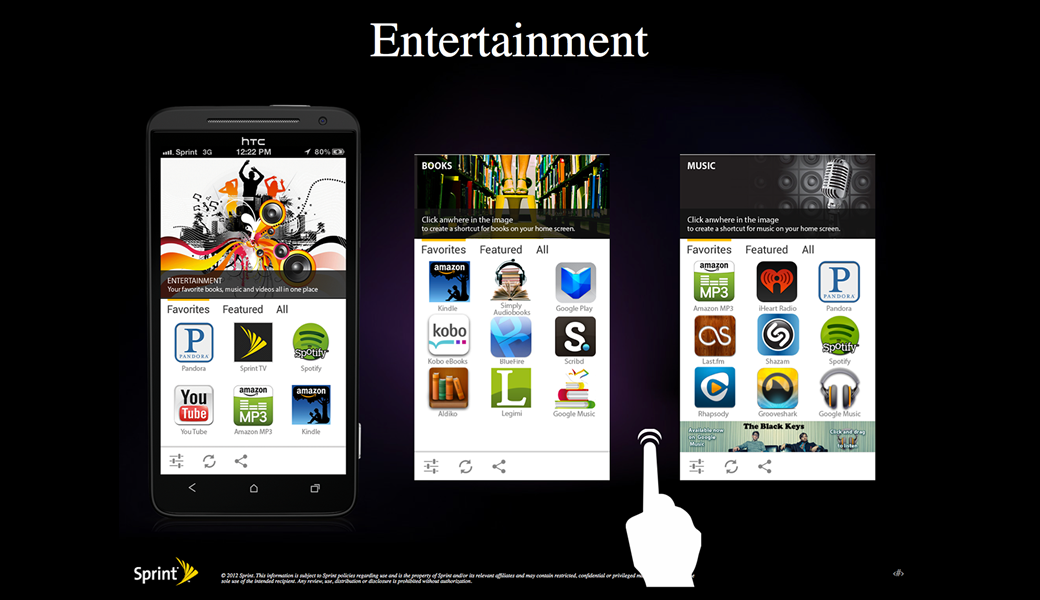 Entertainment
hTC
Sprint 3G 12:22 PM 80%
ENTERTAINMENT
Your favorite books, music and videos all in one place
Favorites Featured All
P PANDORA Spotify
Pandora Sprint TV Spotify
You Tube amazon MP3 amazon
You Tube Amazon MP3 Kindle
BOOKS
Click anwhere in the image
to create a shortcut for books on your home screen.
Favorites Featured All
amazon
Kindle Simply Audiobooks Google Play
kobo S.
Kobo eBooks BlueFire Scribd
L
Aldiko Legimi Google Music
MUSIC
Click anwhere in the image
to create a shortcut for music on your home screen.
Favorites Featured All
amazon MP3 P PANDORA
Amazon MP3 iHeart Radio Pandora
Spotify
Last.fm Shazam Spotify
Rhapsody Grooveshark Google Music
Available now
on Google
Music
The Black Keys
Click and drag
to listen
Sprint
© 2012 Sprint. This information is subject to Sprint policies regarding use and is the property of Sprint and/or its relevant affiliates and may contain restricted, confidential or privileged
sole use of the intended recipient. Any review, use, distribution or disclosure is prohibited without authorization.